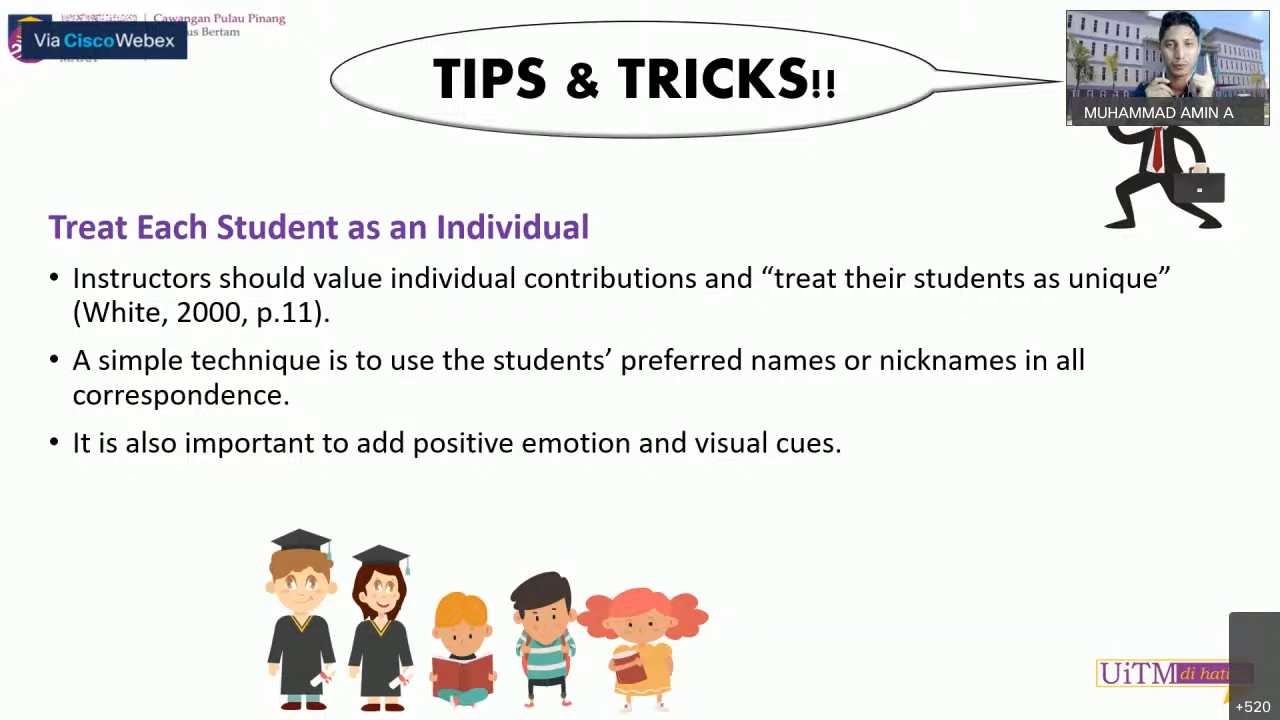 Cawangan Pulau Pinang
us Bertam
Via CiscoWebex
TIPS & TRICKS!!
MUHAMMAD AMIN A
Treat Each Student as an Individual
• Instructors should value individual contributions and “treat their students as unique”
(White, 2000, p.11).
• A simple technique is to use the students’ preferred names or nicknames in all
correspondence.
• It is also important to add positive emotion and visual cues.
UiTM di hati
+520